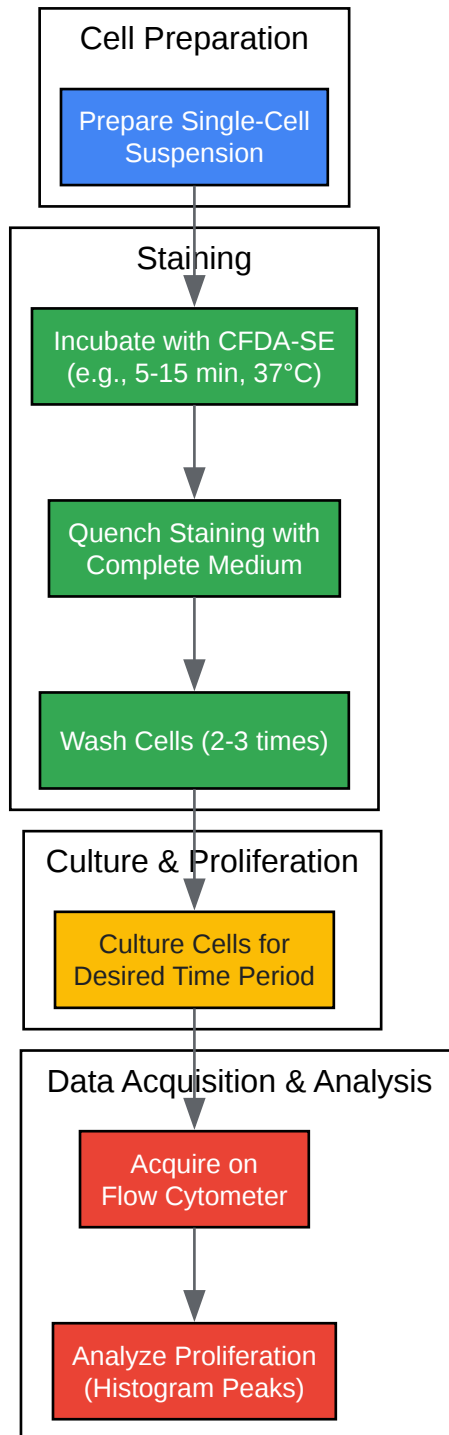 Cell Preparation
Prepare Single-Cell
Suspension
Staining
Incubate with CFDA-SE
(e.g., 5-15 min, 37°C)
Quench Staining with
Complete Medium
Wash Cells (2-3 times)
Culture & Proliferation
Culture Cells for
Desired Time Period
Data Acquisition & Analysis
Acquire on
Flow Cytometer
Analyze Proliferation
(Histogram Peaks)